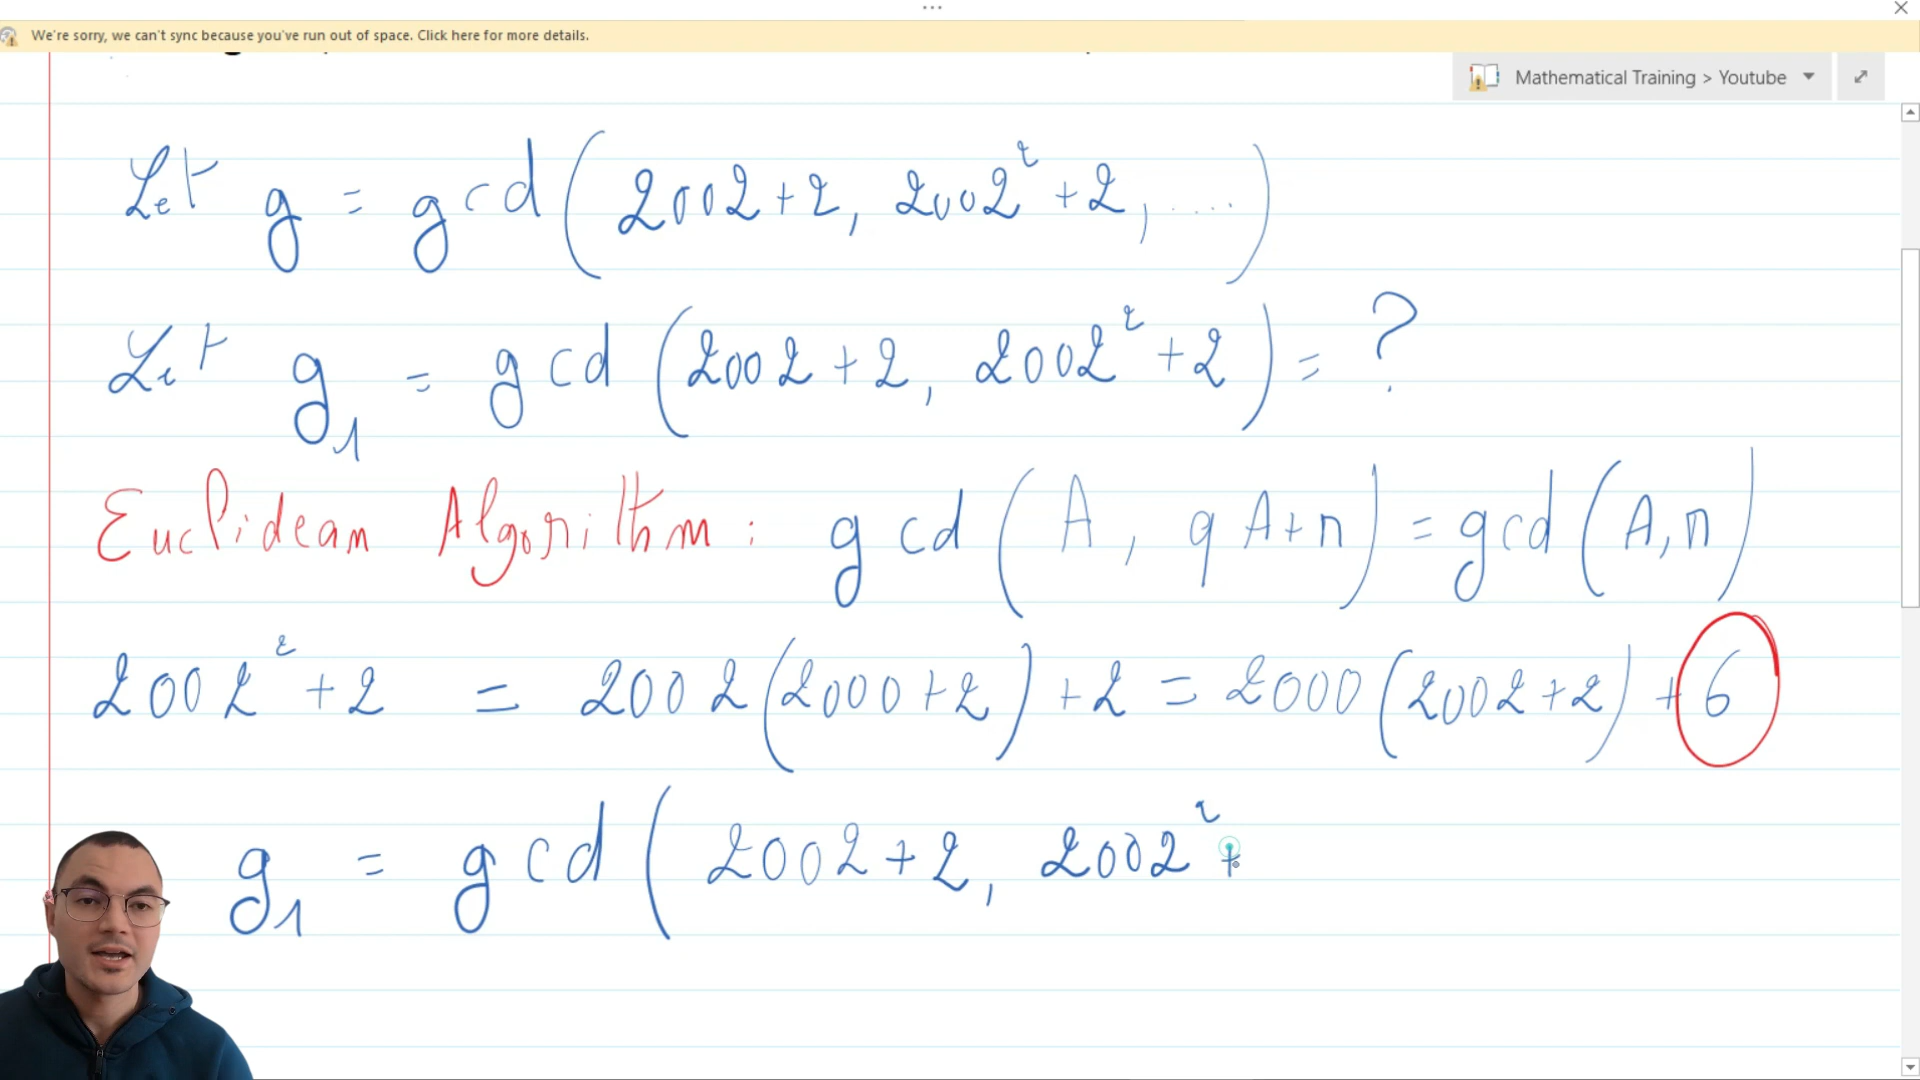 ...
We're sorry, we can't sync because you've run out of space. Click here for more details.
Mathematical Training > Youtube
Let g = gcd(2002+2, 2002²+2, .....)
Let g₁ = gcd(2002+2, 2002²+2) = ?
Euclidean Algorithm: gcd(A, qA+r) = gcd(A,r)
2002²+2 = 2002(2000+2)+2 = 2000(2002+2)+6
g₁ = gcd(2002+2, 2002²+